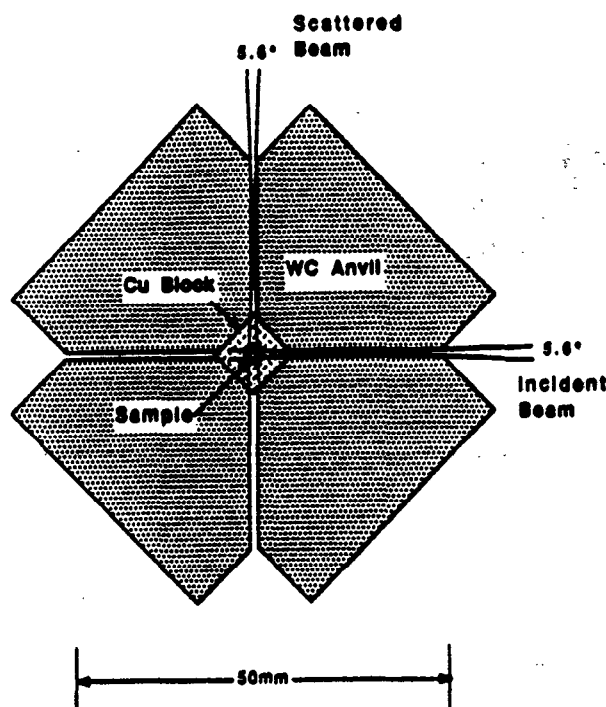 Scattered
Beam
5.6°
WC Anvil
Cu Block
5.6°
Incident
Beam
Sample
50mm